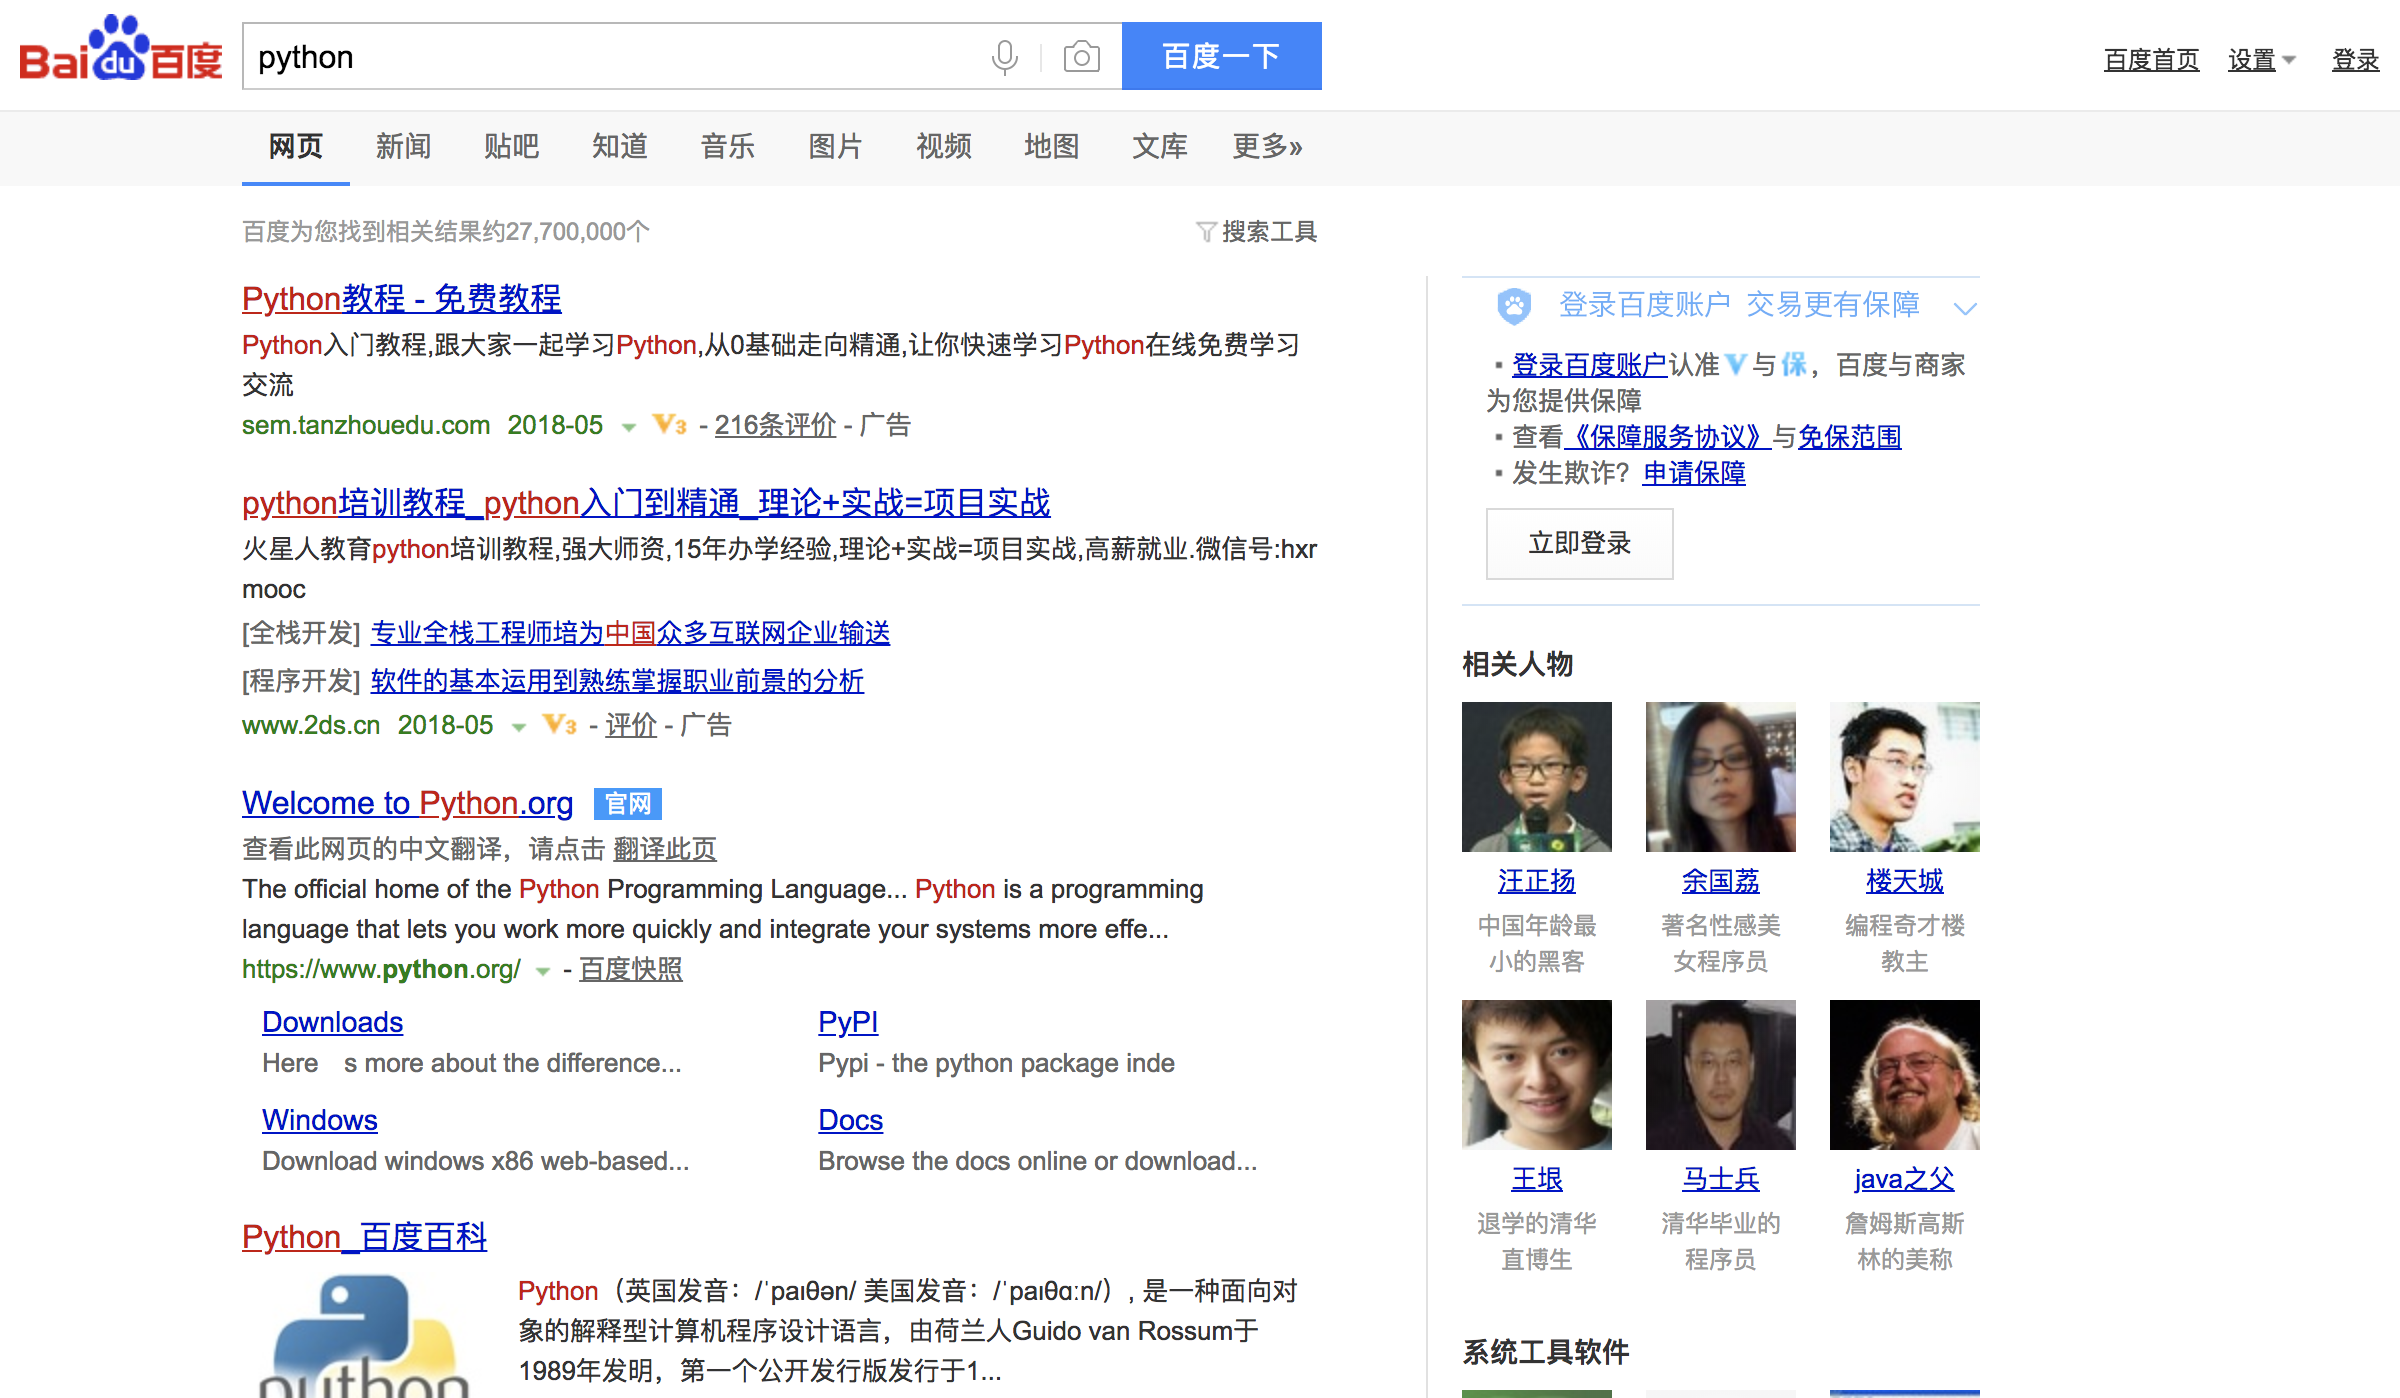 Bai du 百度
python
百度一下
百度首页 设置 登录
网页 新闻 贴吧 知道 音乐 图片 视频 地图 文库 更多»
百度为您找到相关结果约27,700,000个
搜索工具
Python教程 - 免费教程
Python入门教程,跟大家一起学习Python,从0基础走向精通,让你快速学习Python在线免费学习
交流
sem.tanzhouedu.com 2018-05 V3 - 216条评价 - 广告
python培训教程_python入门到精通_理论+实战=项目实战
火星人教育python培训教程,强大师资,15年办学经验,理论+实战=项目实战,高薪就业.微信号:hxr
mooc
[全栈开发] 专业全栈工程师培为中国众多互联网企业输送
[程序开发] 软件的基本运用到熟练掌握职业前景的分析
www.2ds.cn 2018-05 V3 - 评价 - 广告
Welcome to Python.org 官网
查看此网页的中文翻译，请点击 翻译此页
The official home of the Python Programming Language... Python is a programming
language that lets you work more quickly and integrate your systems more effe...
https://www.python.org/ - 百度快照
Downloads
Here s more about the difference...
PyPI
Pypi - the python package inde
Windows
Download windows x86 web-based...
Docs
Browse the docs online or download...
Python_百度百科
python
Python（英国发音：/ˈpaɪθən/ 美国发音：/ˈpaɪθɑːn/）, 是一种面向对
象的解释型计算机程序设计语言，由荷兰人Guido van Rossum于
1989年发明，第一个公开发行版发行于1...
登录百度账户 交易更有保障
▪ 登录百度账户认准V与保，百度与商家
为您提供保障
▪ 查看《保障服务协议》与免保范围
▪ 发生欺诈？申请保障
立即登录
相关人物
汪正扬
中国年龄最
小的黑客
余国荔
著名性感美
女程序员
楼天城
编程奇才楼
教主
王垠
退学的清华
直博生
马士兵
清华毕业的
程序员
java之父
詹姆斯高斯
林的美称
系统工具软件